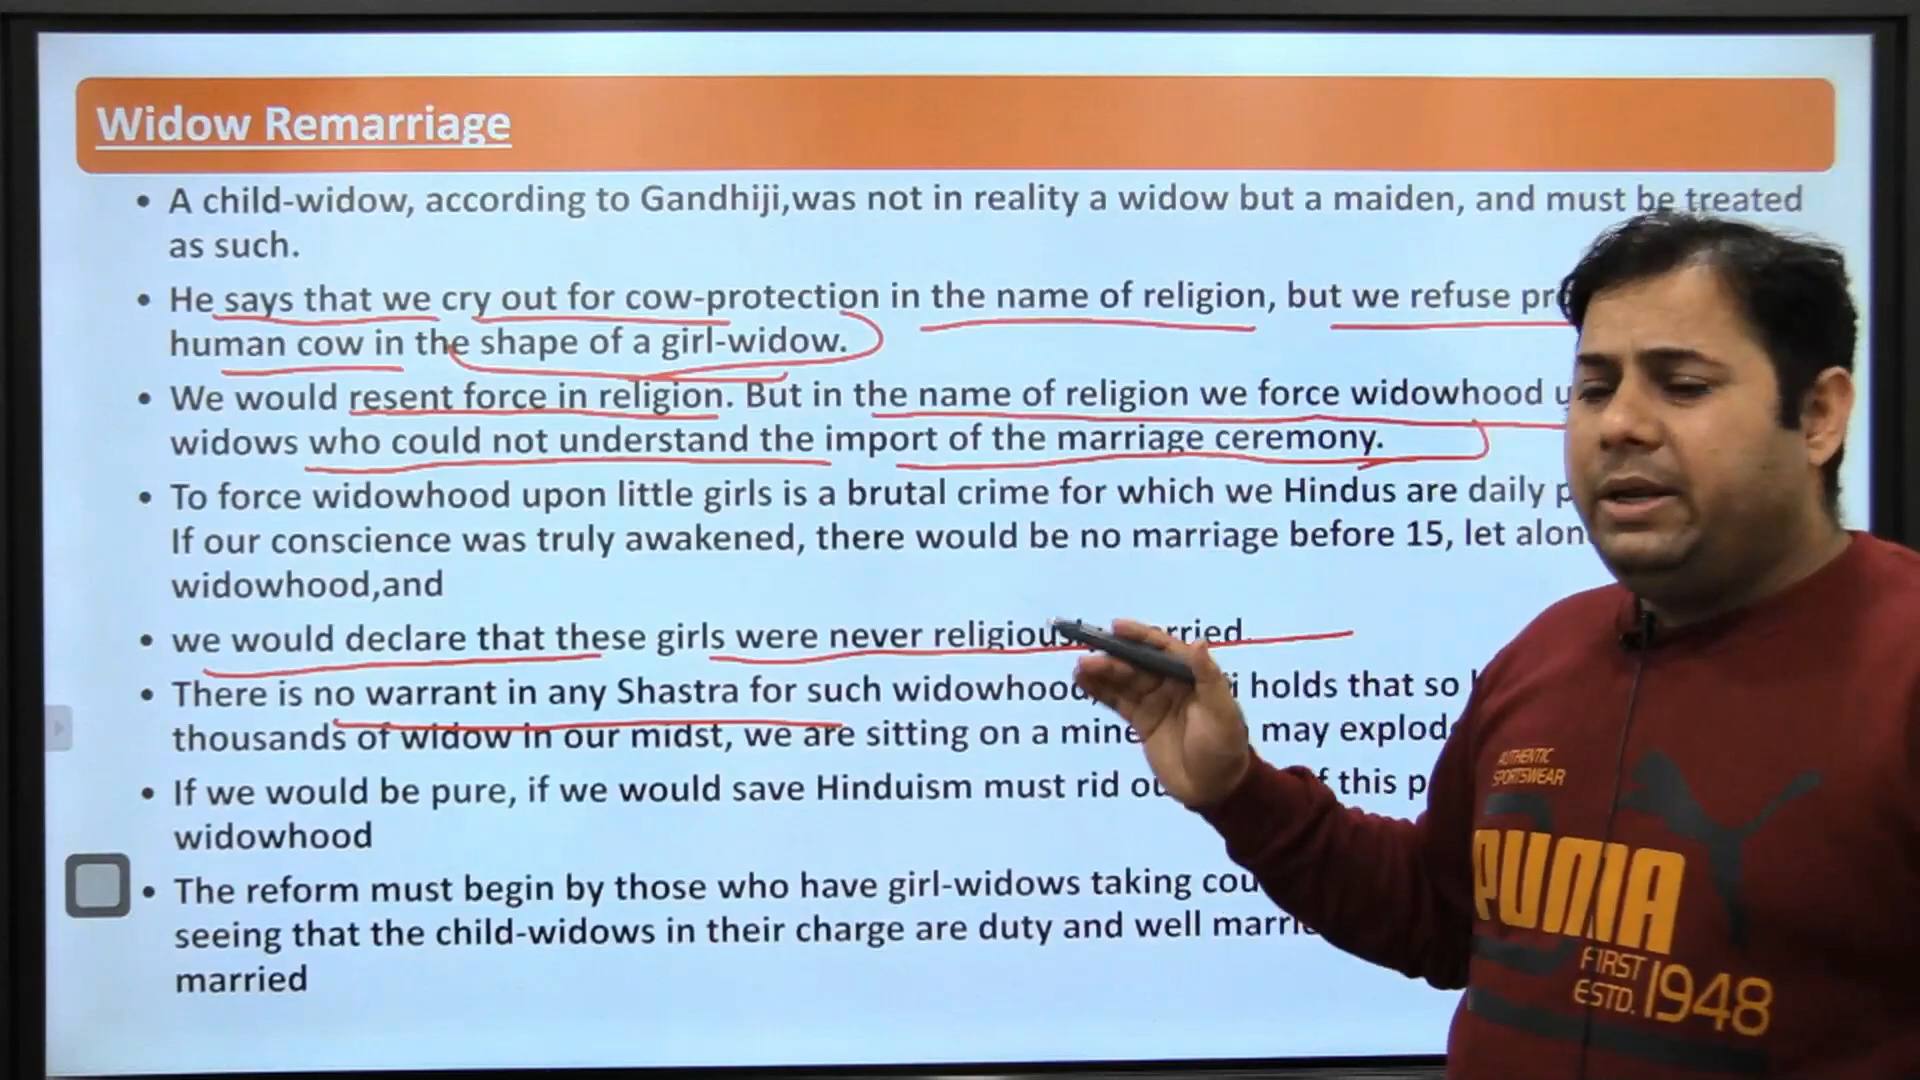 Widow Remarriage
• A child-widow, according to Gandhiji,was not in reality a widow but a maiden, and must be treated
as such.
• He says that we cry out for cow-protection in the name of religion, but we refuse
human cow in the shape of a girl-widow.
• We would resent force in religion. But in the name of religion we force widowhood
widows who could not understand the import of the marriage ceremony.
• To force widowhood upon little girls is a brutal crime for which we Hindus are daily
If our conscience was truly awakened, there would be no marriage before 15, let
widowhood,and
• we would declare that these girls were never religiously married.
• There is no warrant in any Shastra for such widowhood, holds that so
thousands of widow in our midst, we are sitting on a mine may
• If we would be pure, if we would save Hinduism must rid of this
widowhood
• The reform must begin by those who have girl-widows taking
seeing that the child-widows in their charge are duty and well
married
AUTHENTIC
SPORTSWEAR
PUMA
FIRST
ESTD. 1948